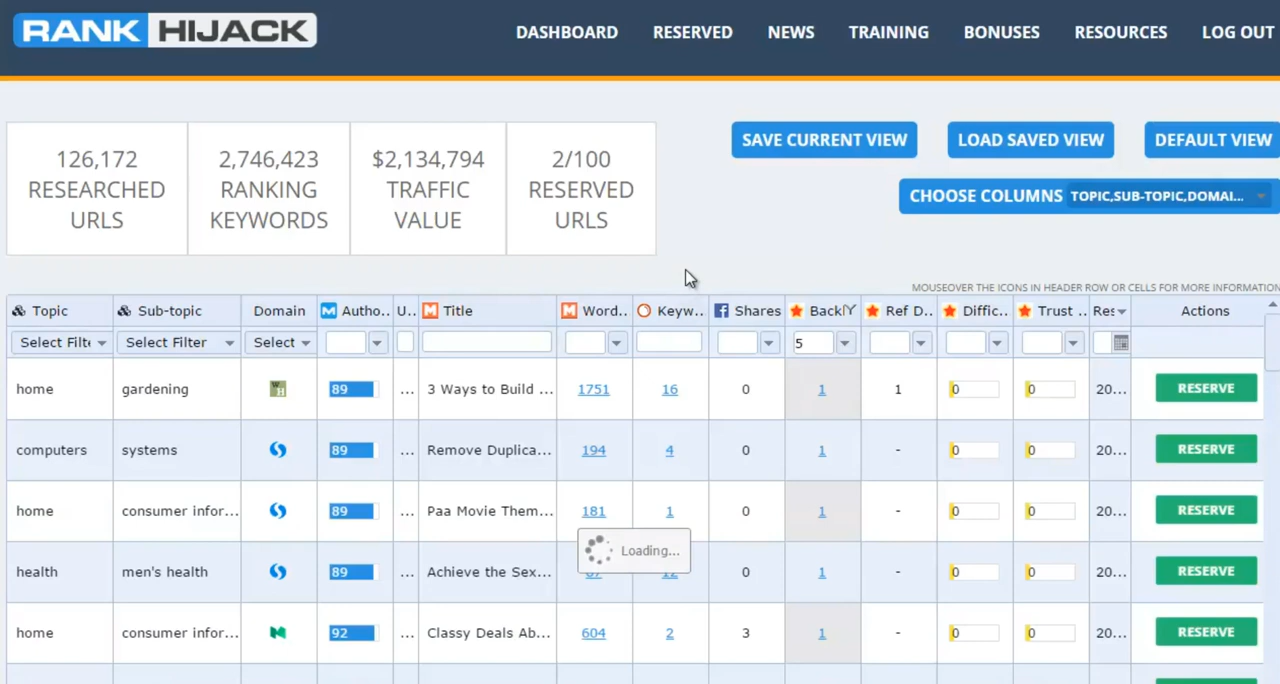 RANK HIJACK
DASHBOARD RESERVED NEWS TRAINING BONUSES RESOURCES LOG OUT
126,172 RESEARCHED URLS
2,746,423 RANKING KEYWORDS
$2,134,794 TRAFFIC VALUE
2/100 RESERVED URLS
SAVE CURRENT VIEW LOAD SAVED VIEW DEFAULT VIEW
CHOOSE COLUMNS TOPIC,SUB-TOPIC,DOMAI...
MOUSEOVER THE ICONS IN HEADER ROW OR CELLS FOR MORE INFORMATION
Topic Sub-topic Domain Autho.. U.. Title Word.. Keyw.. Shares Back Ref D.. Diffic.. Trust .. Res Actions
Select Filte Select Filter Select 5
home gardening 89 ... 3 Ways to Build ... 1751 16 0 1 1 0 0 20... RESERVE
computers systems 89 ... Remove Duplica... 194 4 0 1 - 0 0 20... RESERVE
home consumer infor... 89 ... Paa Movie Them... 181 1 0 1 - 0 0 20... RESERVE
Loading...
health men's health 89 ... Achieve the Sex... 0 1 - 0 0 20... RESERVE
home consumer infor... 92 ... Classy Deals Ab... 604 2 3 1 - 0 0 20... RESERVE